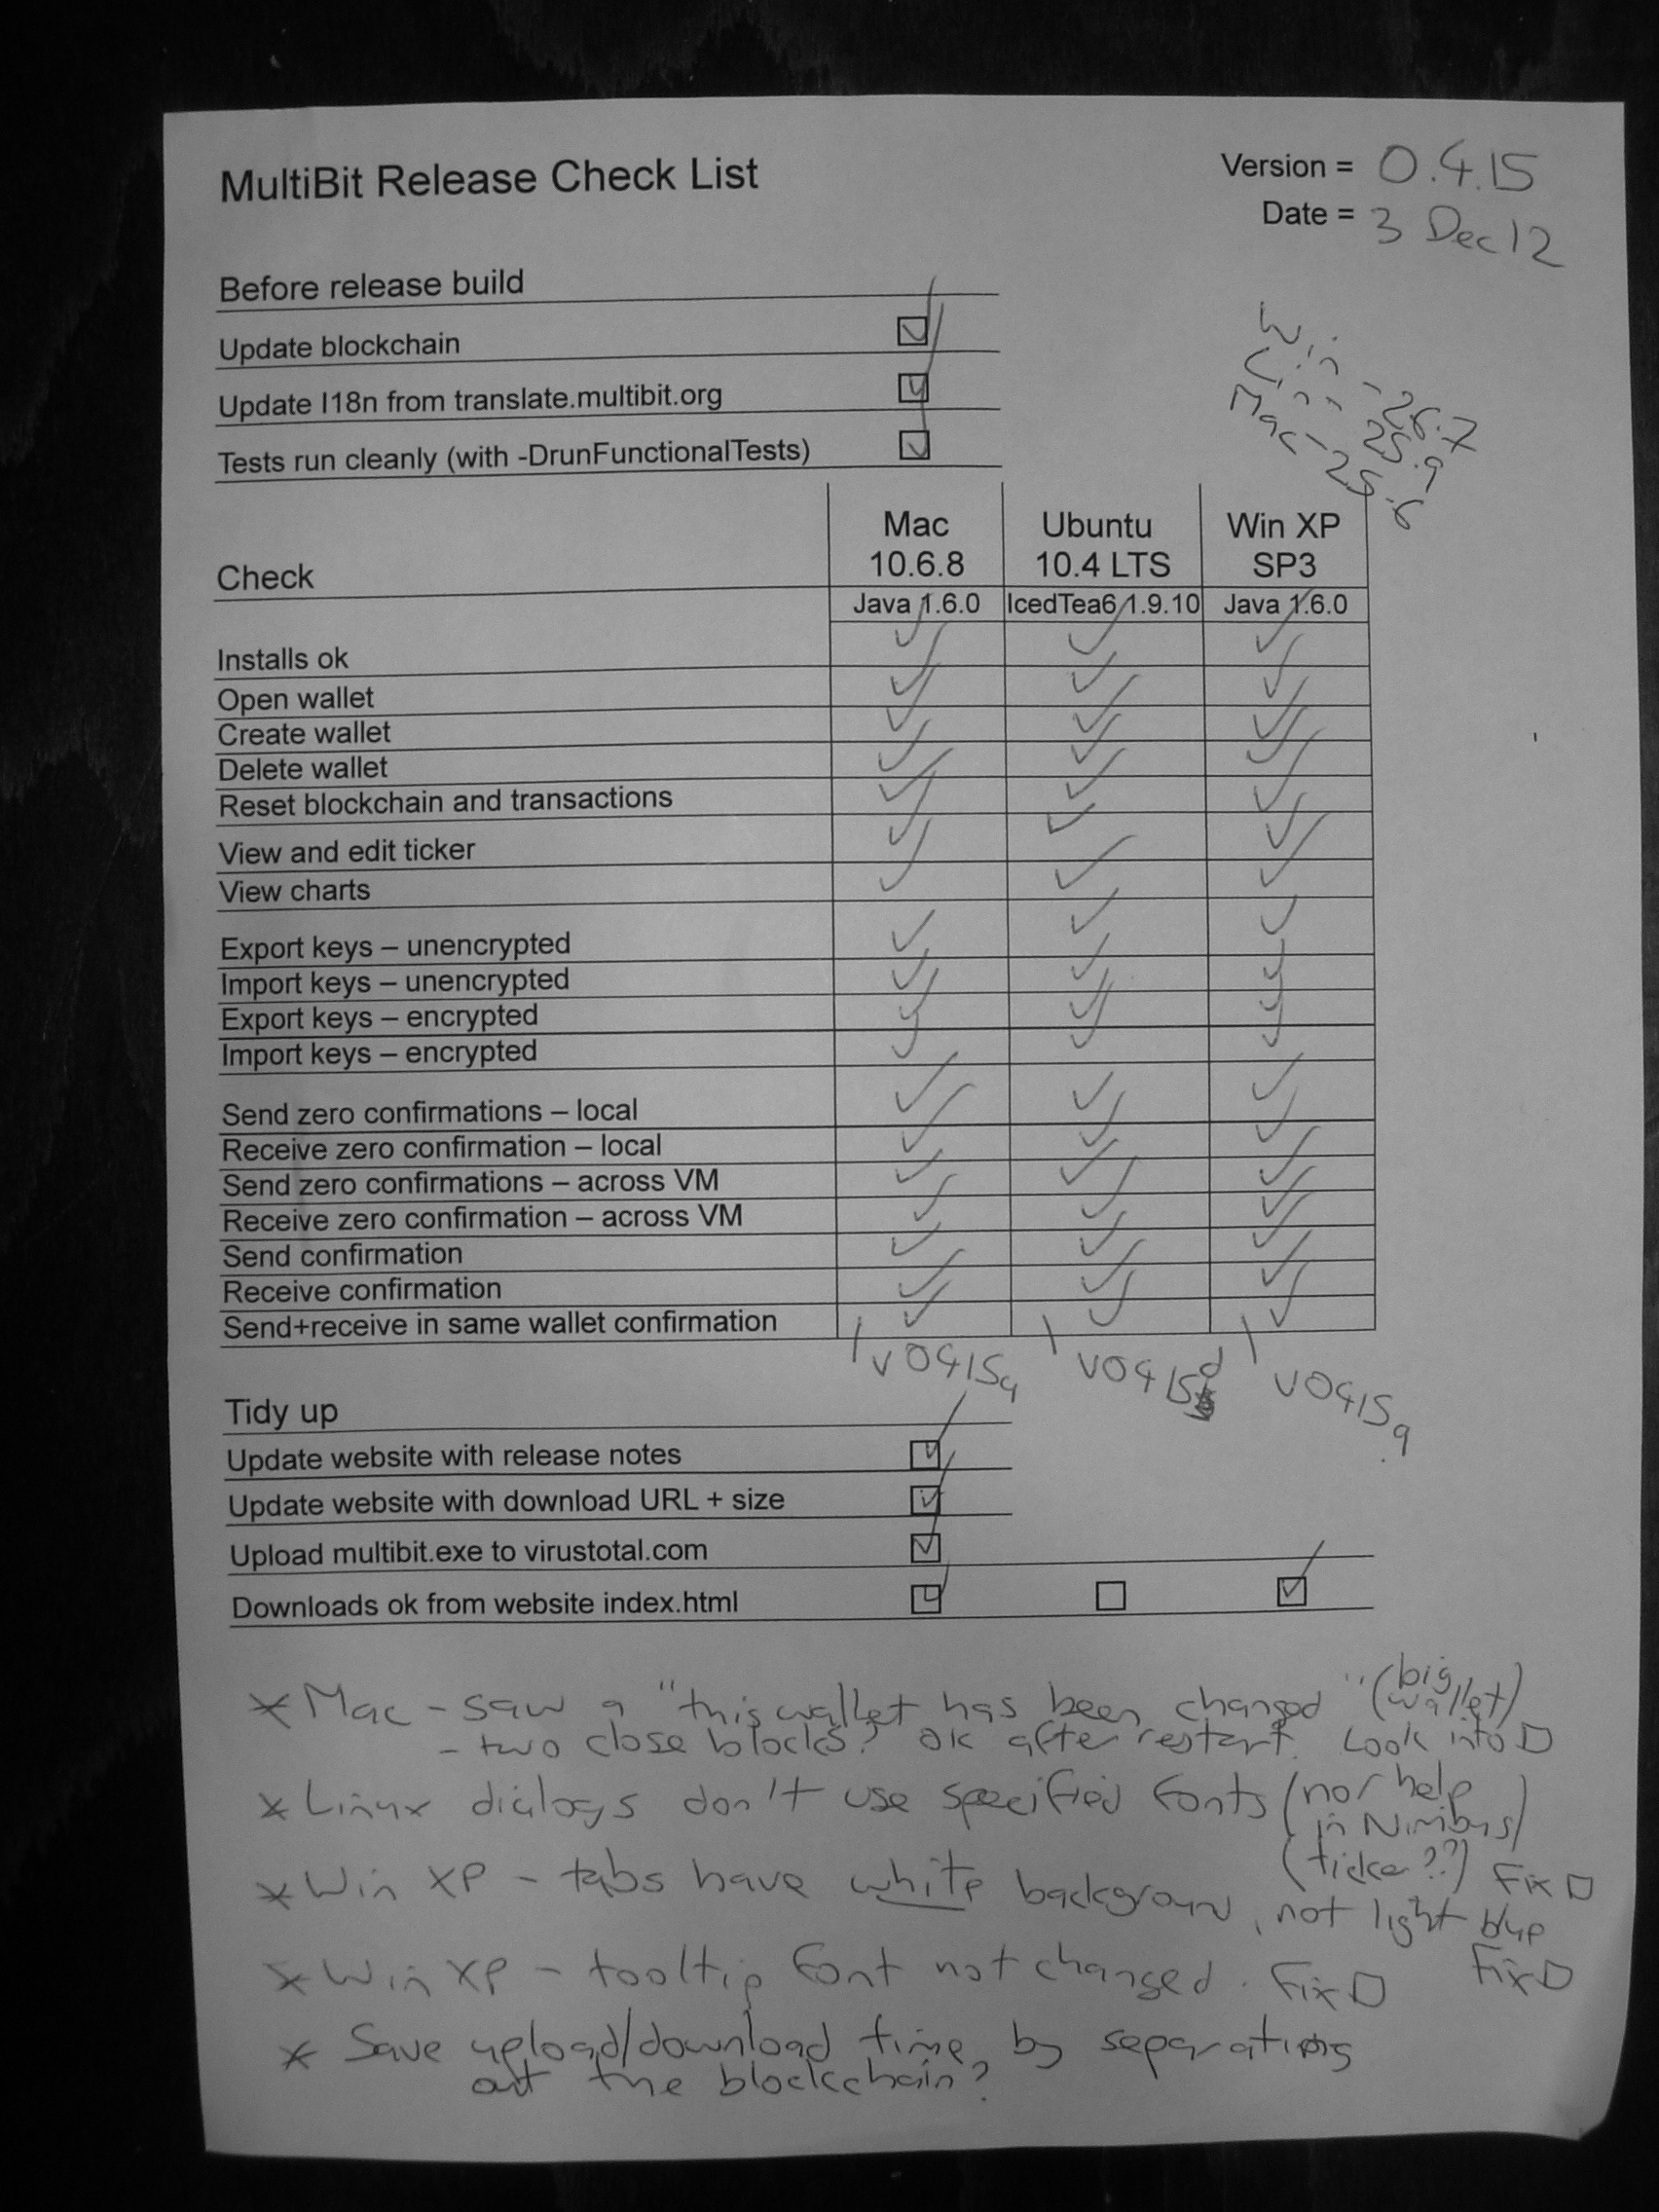 MultiBit Release Check List
Version = 0.4.15
Date = 3 Dec 12
Before release build
Update blockchain
Update I18n from translate.multibit.org
Tests run cleanly (with -DrunFunctionalTests)
Win - 26.7
Lin - 25.9
Mac - 25.6
Check
Mac 10.6.8
Ubuntu 10.4 LTS
Win XP SP3
Java 1.6.0
IcedTea6 1.9.10
Java 1.6.0
Installs ok
Open wallet
Create wallet
Delete wallet
Reset blockchain and transactions
View and edit ticker
View charts
Export keys – unencrypted
Import keys – unencrypted
Export keys – encrypted
Import keys – encrypted
Send zero confirmations – local
Receive zero confirmation – local
Send zero confirmations – across VM
Receive zero confirmation – across VM
Send confirmation
Receive confirmation
Send+receive in same wallet confirmation
v0415a
v0415d
v0415a
Tidy up
Update website with release notes
Update website with download URL + size
Upload multibit.exe to virustotal.com
Downloads ok from website index.html
* Mac - saw a "this wallet has been changed" (big wallet)
- two close blocks? OK after restart. Look into
* Linux dialogs don't use specified fonts (nor help
in Nimbus)
(ticker??) Fix
* Win XP - tabs have white background, not light blue
Fix
* Win XP - tooltip font not changed. Fix
* Save upload/download time by separating
out the blockchain?